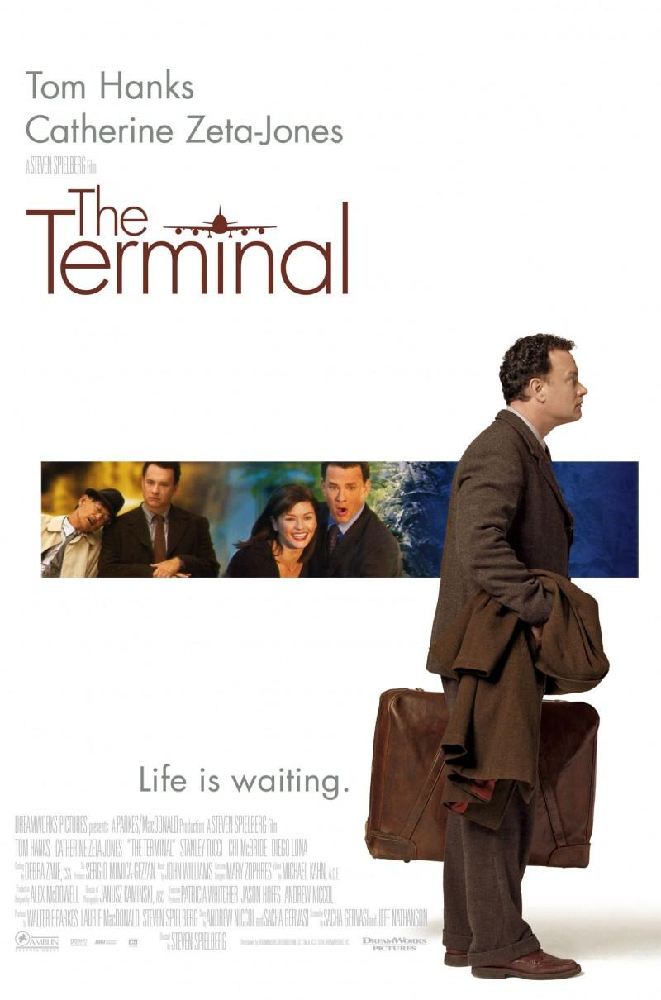 Tom Hanks
Catherine Zeta-Jones
A STEVEN SPIELBERG Film
The
Terminal
Life is waiting.
DREAMWORKS PICTURES presents A PARKES/MacDONALD Production A STEVEN SPIELBERG Film
TOM HANKS CATHERINE ZETA-JONES "THE TERMINAL" STANLEY TUCCI CHI McBRIDE DIEGO LUNA
Casting by DEBRA ZANE, CSA Co-Producer SERGIO MIMICA-GEZZAN Music by JOHN WILLIAMS Costume Designer MARY ZOPHRES Edited by MICHAEL KAHN, A.C.E.
Production Designed by ALEX McDOWELL Director of Photography JANUSZ KAMINSKI, ASC Executive Producers PATRICIA WHITCHER JASON HOFFS ANDREW NICCOL
Produced by WALTER F. PARKES LAURIE MacDONALD STEVEN SPIELBERG Story by ANDREW NICCOL and SACHA GERVASI Screenplay by SACHA GERVASI and JEFF NATHANSON
AMBLIN
ENTERTAINMENT
Directed by STEVEN SPIELBERG
DREAMWORKS
PICTURES